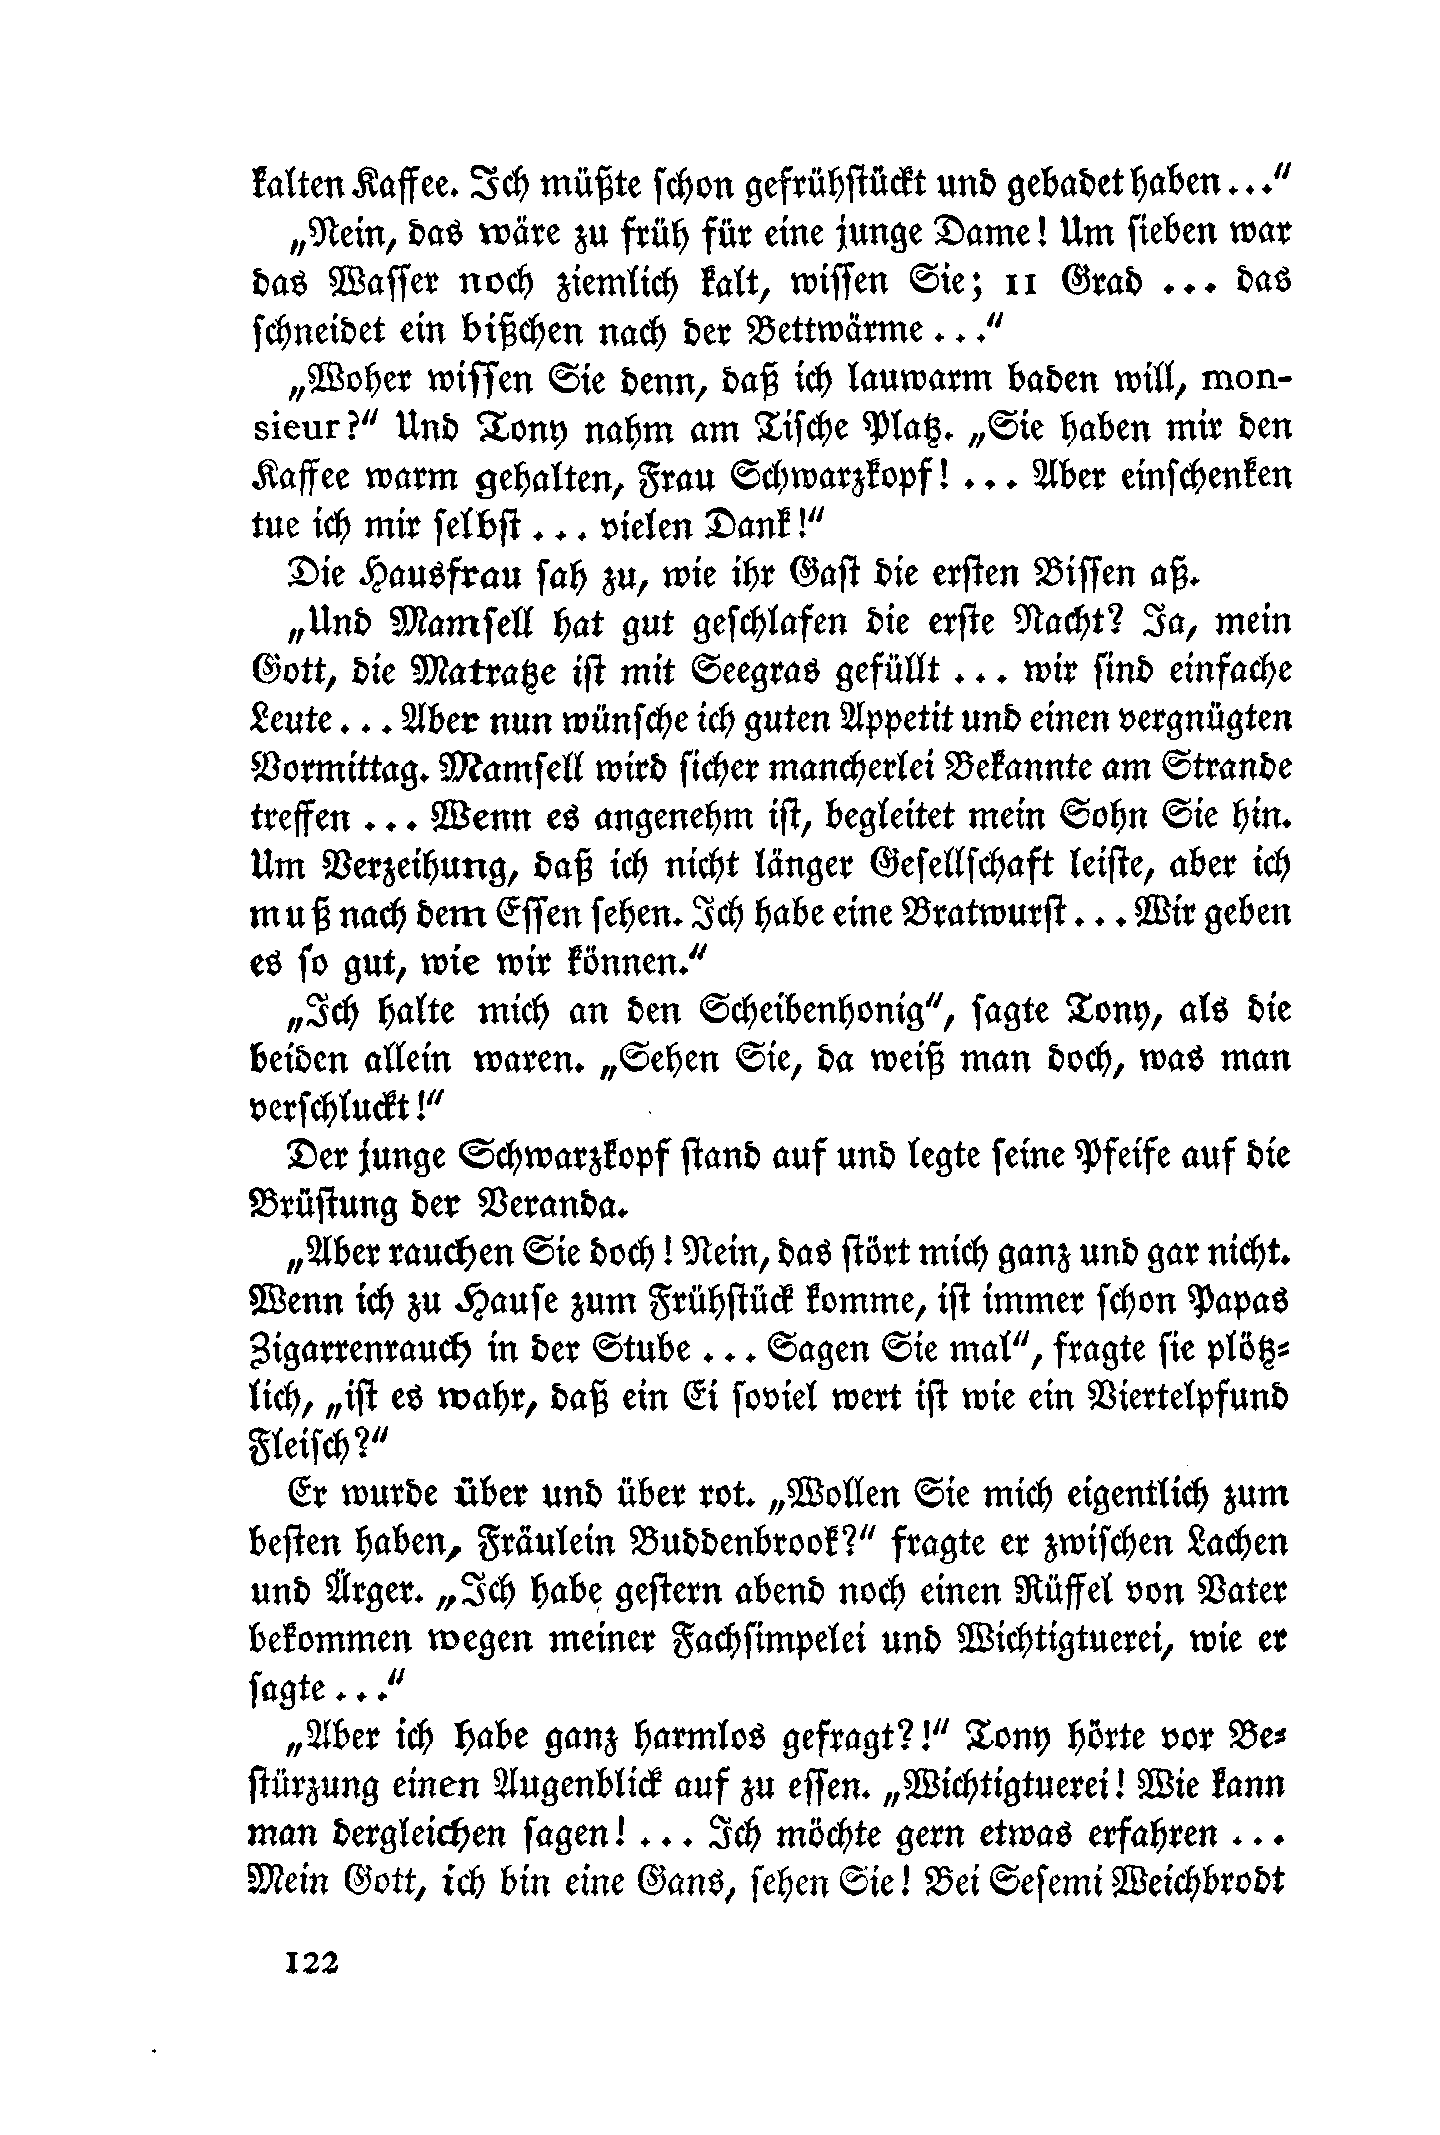 kalten Kaffee. Ich müßte schon gefrühstückt und gebadet haben . . .“
„Nein, das wäre zu früh für eine junge Dame! Um sieben war
das Wasser noch ziemlich kalt, wissen Sie; 11 Grad . . . das
schneidet ein bißchen nach der Bettwärme . . .“
„Woher wissen Sie denn, daß ich lauwarm baden will, mon-
sieur?“ Und Tony nahm am Tische Platz. „Sie haben mir den
Kaffee warm gehalten, Frau Schwarzkopf! . . . Aber einschenken
tue ich mir selbst . . . vielen Dank!“
Die Hausfrau sah zu, wie ihr Gast die ersten Bissen aß.
„Und Mamsell hat gut geschlafen die erste Nacht? Ja, mein
Gott, die Matratze ist mit Seegras gefüllt . . . wir sind einfache
Leute . . . Aber nun wünsche ich guten Appetit und einen vergnügten
Vormittag. Mamsell wird sicher mancherlei Bekannte am Strande
treffen . . . Wenn es angenehm ist, begleitet mein Sohn Sie hin.
Um Verzeihung, daß ich nicht länger Gesellschaft leiste, aber ich
muß nach dem Essen sehen. Ich habe eine Bratwurst . . . Wir geben
es so gut, wie wir können.“
„Ich halte mich an den Scheibenhonig“, sagte Tony, als die
beiden allein waren. „Sehen Sie, da weiß man doch, was man
verschluckt!“
Der junge Schwarzkopf stand auf und legte seine Pfeife auf die
Brüstung der Veranda.
„Aber rauchen Sie doch! Nein, das stört mich ganz und gar nicht.
Wenn ich zu Hause zum Frühstück komme, ist immer schon Papas
Zigarrenrauch in der Stube . . . Sagen Sie mal“, fragte sie plötz-
lich, „ist es wahr, daß ein Ei soviel wert ist wie ein Viertelpfund
Fleisch?“
Er wurde über und über rot. „Wollen Sie mich eigentlich zum
besten haben, Fräulein Buddenbrook?“ fragte er zwischen Lachen
und Ärger. „Ich habe gestern abend noch einen Rüffel von Vater
bekommen wegen meiner Fachsimpelei und Wichtigtuerei, wie er
sagte . . .“
„Aber ich habe ganz harmlos gefragt?!“ Tony hörte vor Be-
stürzung einen Augenblick auf zu essen. „Wichtigtuerei! Wie kann
man dergleichen sagen! . . . Ich möchte gern etwas erfahren . . .
Mein Gott, ich bin eine Gans, sehen Sie! Bei Sesemi Weichbrodt
122